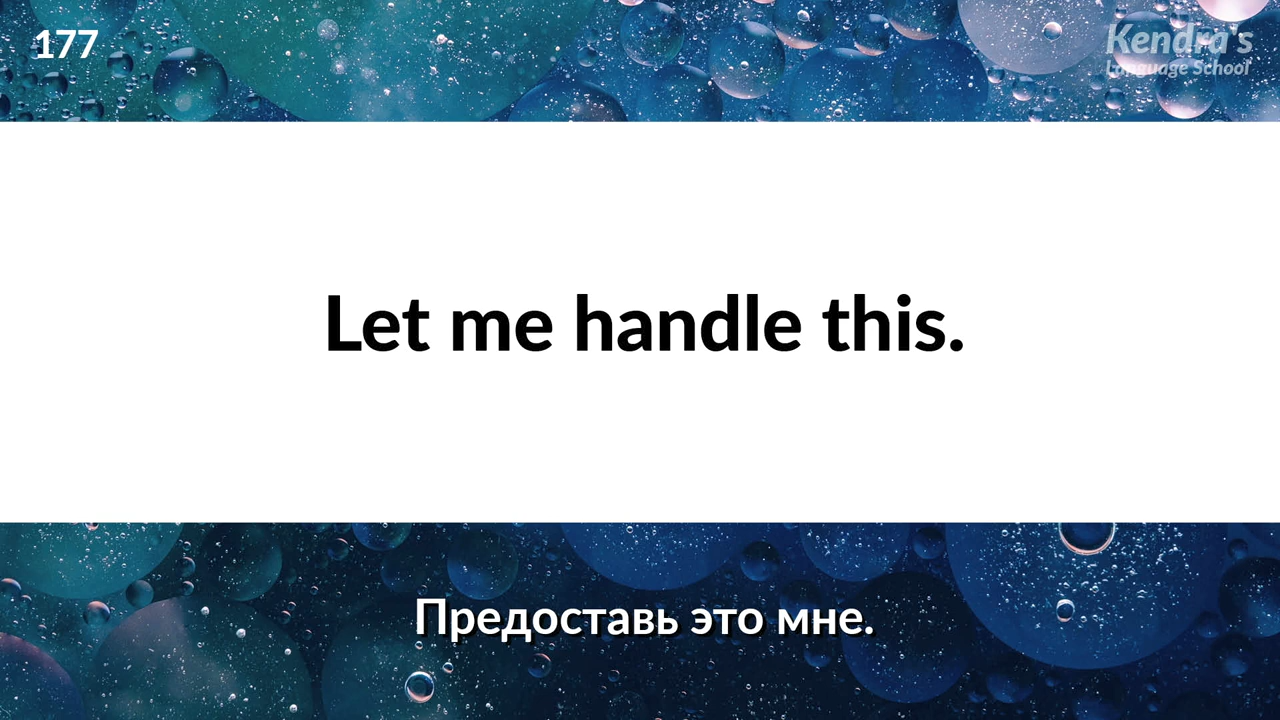 177
Kendra's
Language School
Let me handle this.
Предоставь это мне.